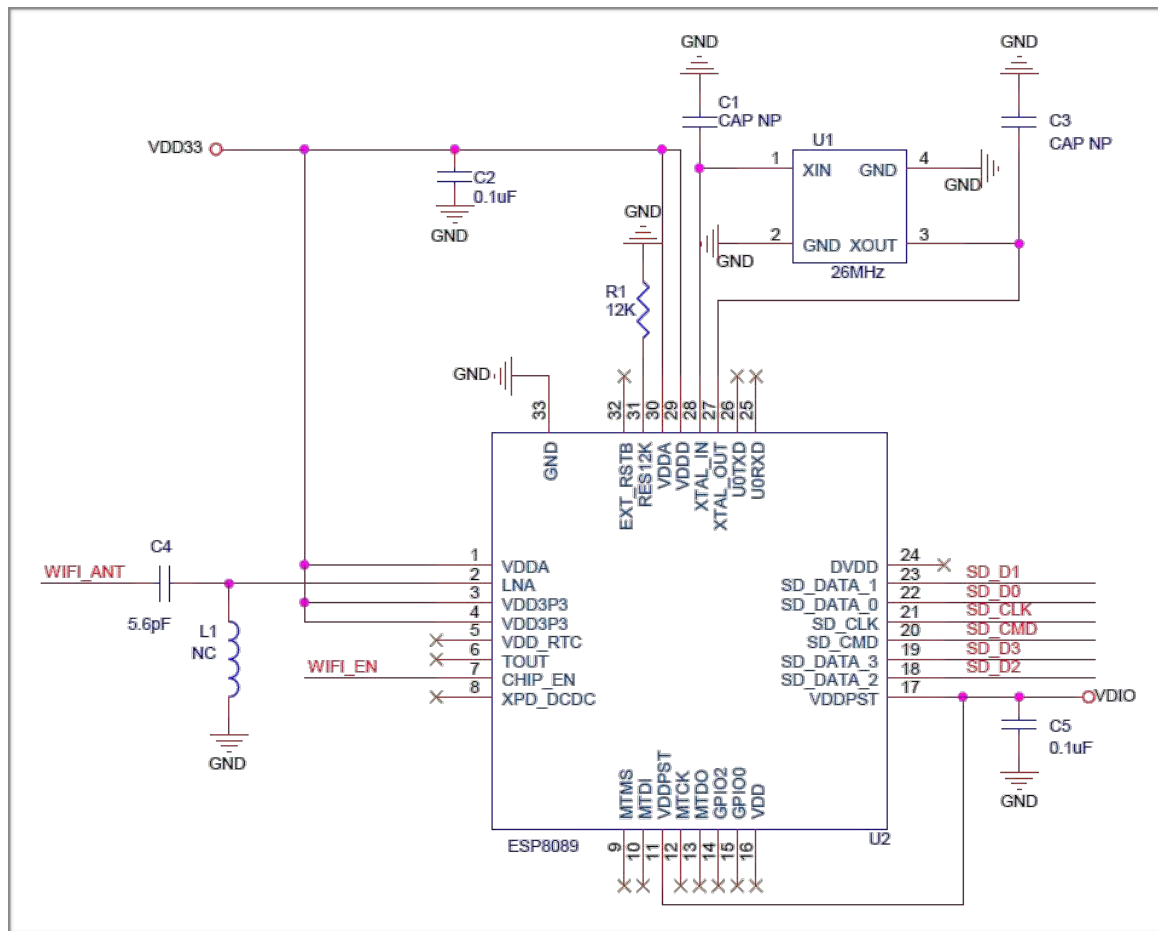 GND
GND
C1
CAP NP
C3
CAP NP
VDD33
U1
1
XIN
GND
4
GND
C2
0.1uF
GND
GND
2
GND
XOUT
3
GND
26MHz
R1
12K
GND
33
32
31
30
29
28
27
26
25
GND
EXT_RSTB
RES12K
VDDA
VDDD
XTAL_IN
XTAL_OUT
U0TXD
U0RXD
C4
WIFI_ANT
5.6pF
L1
NC
GND
WIFI_EN
1
VDDA
2
LNA
3
VDD3P3
4
VDD3P3
5
VDD_RTC
6
TOUT
7
CHIP_EN
8
XPD_DCDC
DVDD
24
SD_DATA_1
23
SD_D1
SD_DATA_0
22
SD_D0
SD_CLK
21
SD_CLK
SD_CMD
20
SD_CMD
SD_DATA_3
19
SD_D3
SD_DATA_2
18
SD_D2
VDDPST
17
VDIO
C5
0.1uF
GND
MTMS
MTDI
VDDPST
MTCK
MTDO
GPIO2
GPIO0
VDD
ESP8089
U2
9
10
11
12
13
14
15
16